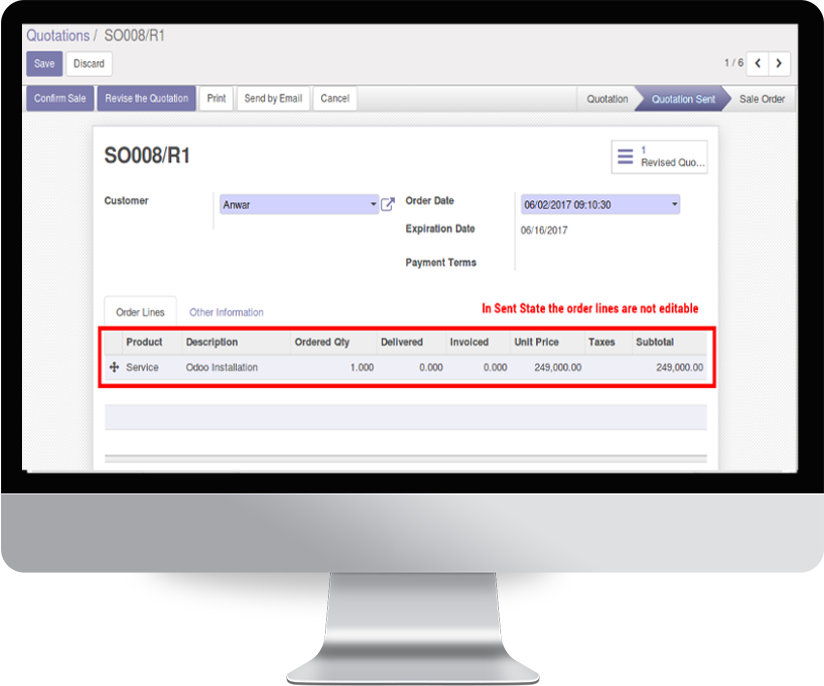 Quotations / SO008/R1
Save Discard 1 / 6
Confirm Sale Revise the Quotation Print Send by Email Cancel Quotation Quotation Sent Sale Order
SO008/R1
1
Revised Quo...
Customer Anwar Order Date 06/02/2017 09:10:30
Expiration Date 06/16/2017
Payment Terms
Order Lines Other Information In Sent State the order lines are not editable
Product Description Ordered Qty Delivered Invoiced Unit Price Taxes Subtotal
Service Odoo Installation 1.000 0.000 0.000 249,000.00 249,000.00